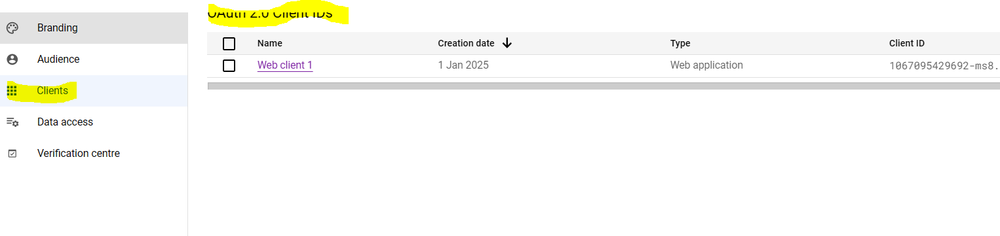 OAuth 2.0 Client IDs
Branding
Audience
Clients
Data access
Verification centre
Name Creation date Type Client ID
Web client 1 1 Jan 2025 Web application 1067095429692-ms8.